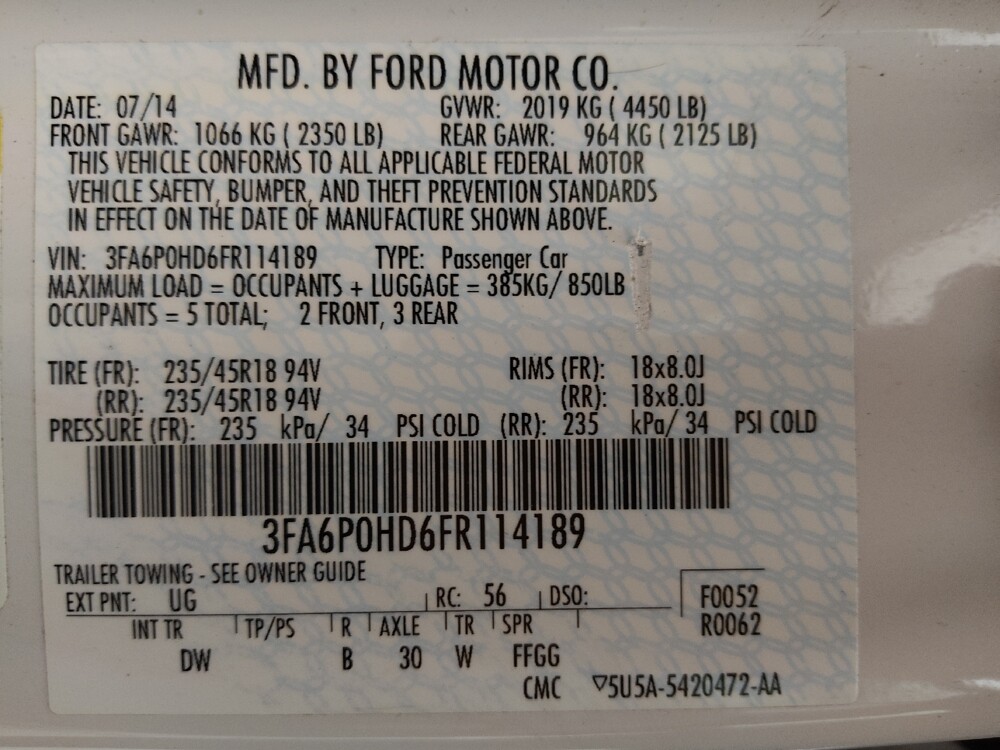 MFD. BY FORD MOTOR CO.
DATE: 07/14 GVWR: 2019 KG ( 4450 LB)
FRONT GAWR: 1066 KG ( 2350 LB) REAR GAWR: 964 KG ( 2125 LB)
THIS VEHICLE CONFORMS TO ALL APPLICABLE FEDERAL MOTOR
VEHICLE SAFETY, BUMPER, AND THEFT PREVENTION STANDARDS
IN EFFECT ON THE DATE OF MANUFACTURE SHOWN ABOVE.
VIN: 3FA6P0HD6FR114189 TYPE: Passenger Car
MAXIMUM LOAD = OCCUPANTS + LUGGAGE = 385KG/ 850LB
OCCUPANTS = 5 TOTAL; 2 FRONT, 3 REAR
TIRE (FR): 235/45R18 94V RIMS (FR): 18x8.0J
(RR): 235/45R18 94V (RR): 18x8.0J
PRESSURE (FR): 235 kPa/ 34 PSI COLD (RR): 235 kPa/ 34 PSI COLD
3FA6P0HD6FR114189
TRAILER TOWING - SEE OWNER GUIDE
EXT PNT: UG RC: 56 DSO: F0052
INT TR TP/PS R AXLE TR SPR R0062
DW B 30 W FFGG
CMC ▽5U5A-5420472-AA